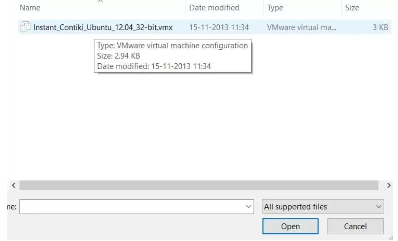 Name Date modified Type Size
Instant_Contiki_Ubuntu_12.04_32-bit.vmx 15-11-2013 11:34 VMware virtual ma... 3 KB
Type: VMware virtual machine configuration
Size: 2.94 KB
Date modified: 15-11-2013 11:34
me: All supported files
Open Cancel